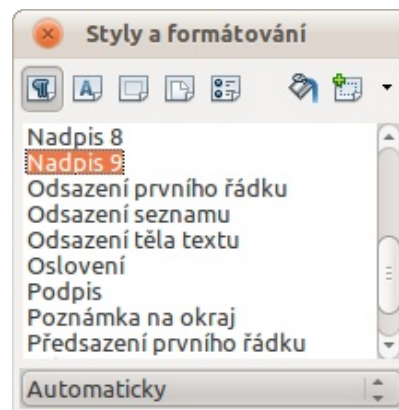 Styly a formátování
Nadpis 8
Nadpis 9
Odsazení prvního řádku
Odsazení seznamu
Odsazení těla textu
Oslovení
Podpis
Poznámka na okraj
Předsazení prvního řádku
Automaticky